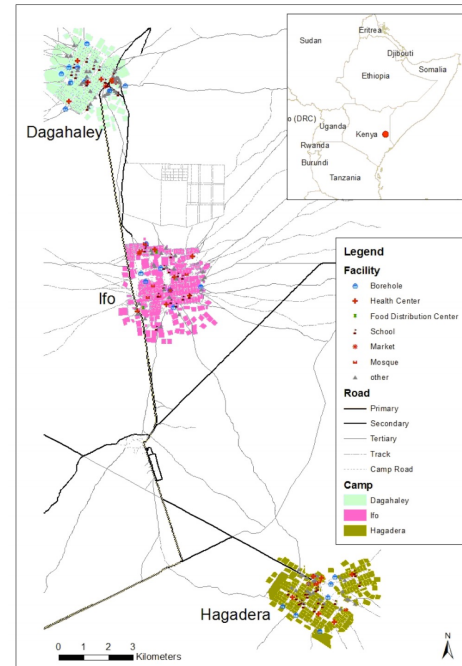 Dagahaley
Ifo
Hagadera
Eritrea
Sudan
Djibouti
Somalia
Ethiopia
o (DRC)
Uganda
Kenya
Rwanda
Burundi
Tanzania
Legend
Facility
Borehole
Health Center
Food Distribution Center
School
Market
Mosque
other
Road
Primary
Secondary
Tertiary
Track
Camp Road
Camp
Dagahaley
Ifo
Hagadera
0 1 2 3
Kilometers
N